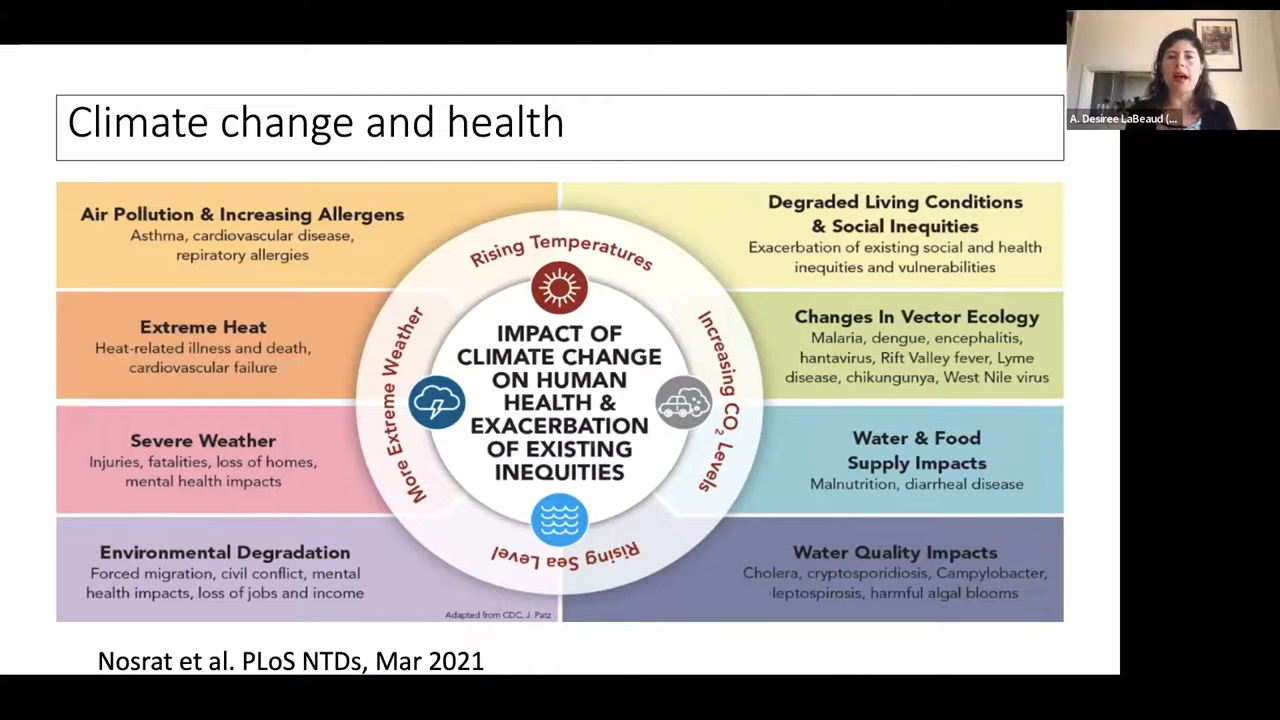 Climate change and health
A. Desiree LaBeaud (...
Air Pollution & Increasing Allergens
Asthma, cardiovascular disease,
repiratory allergies
Extreme Heat
Heat-related illness and death,
cardiovascular failure
Severe Weather
Injuries, fatalities, loss of homes,
mental health impacts
Environmental Degradation
Forced migration, civil conflict, mental
health impacts, loss of jobs and income
Adapted from CDC, J. Patz
Rising Temperatures
More Extreme Weather
Increasing CO₂ Levels
Rising Sea Level
IMPACT OF
CLIMATE CHANGE
ON HUMAN
HEALTH &
EXACERBATION
OF EXISTING
INEQUITIES
Degraded Living Conditions
& Social Inequities
Exacerbation of existing social and health
inequities and vulnerabilities
Changes In Vector Ecology
Malaria, dengue, encephalitis,
hantavirus, Rift Valley fever, Lyme
disease, chikungunya, West Nile virus
Water & Food
Supply Impacts
Malnutrition, diarrheal disease
Water Quality Impacts
Cholera, cryptosporidiosis, Campylobacter,
leptospirosis, harmful algal blooms
Nosrat et al. PLoS NTDs, Mar 2021